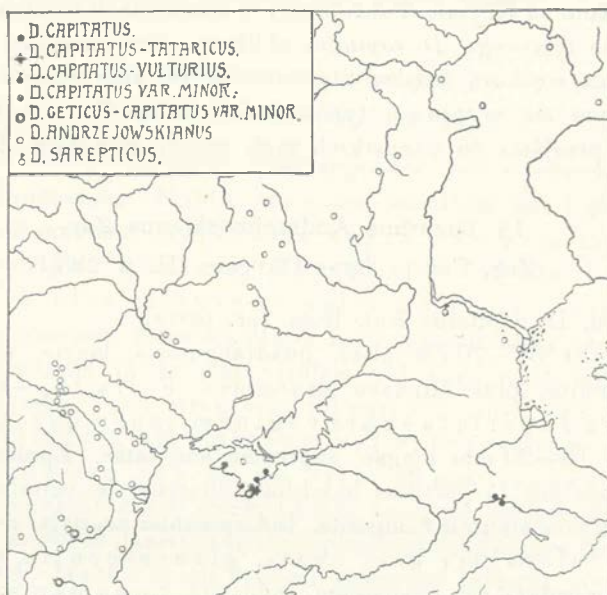 D. CAPITATUS.
D. CAPITATUS-TATARICUS.
D. CAPITATUS-VULTURIUS.
D. CAPITATUS VAR. MINOR.
D. GETICUS-CAPITATUS VAR. MINOR.
D. ANDRZEJOWSKIANUS
D. SAREPTICUS.